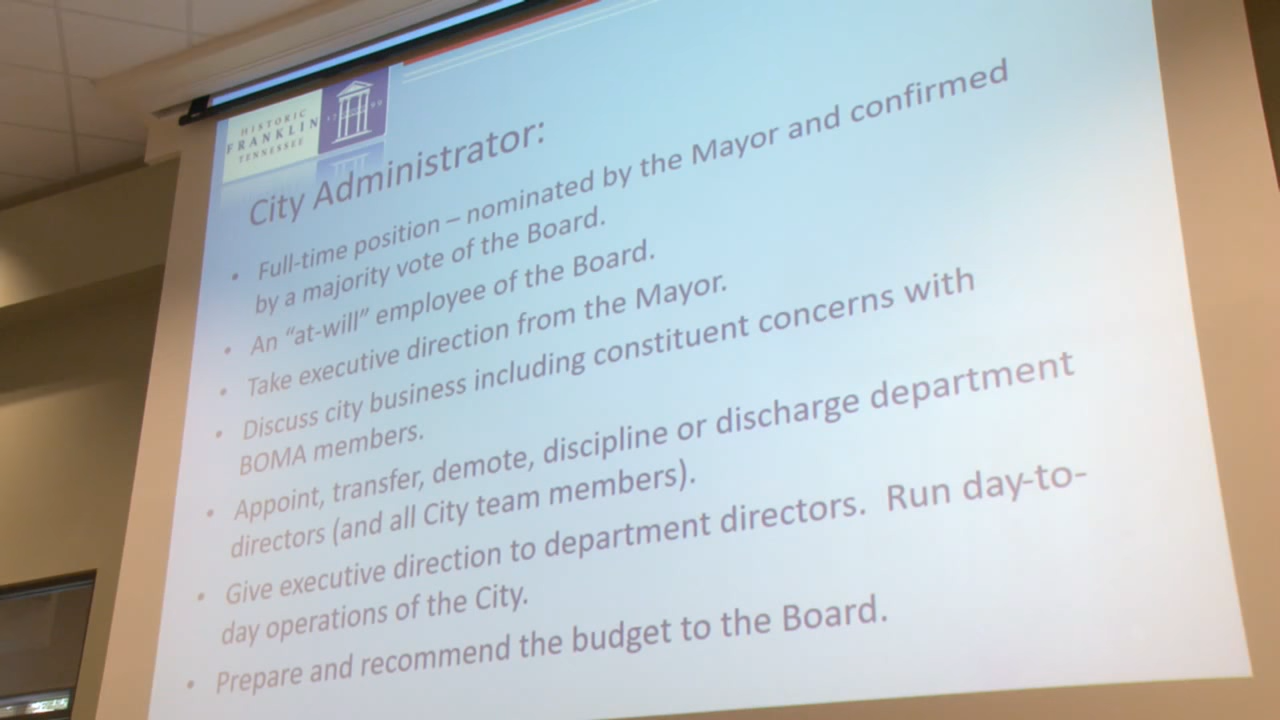 HISTORIC
FRANKLIN
TENNESSEE
City Administrator:
• Full-time position – nominated by the Mayor and confirmed
by a majority vote of the Board.
• An “at-will” employee of the Board.
• Take executive direction from the Mayor.
• Discuss city business including constituent concerns with
BOMA members.
• Appoint, transfer, demote, discipline or discharge department
directors (and all City team members).
• Give executive direction to department directors.  Run day-to-
day operations of the City.
• Prepare and recommend the budget to the Board.